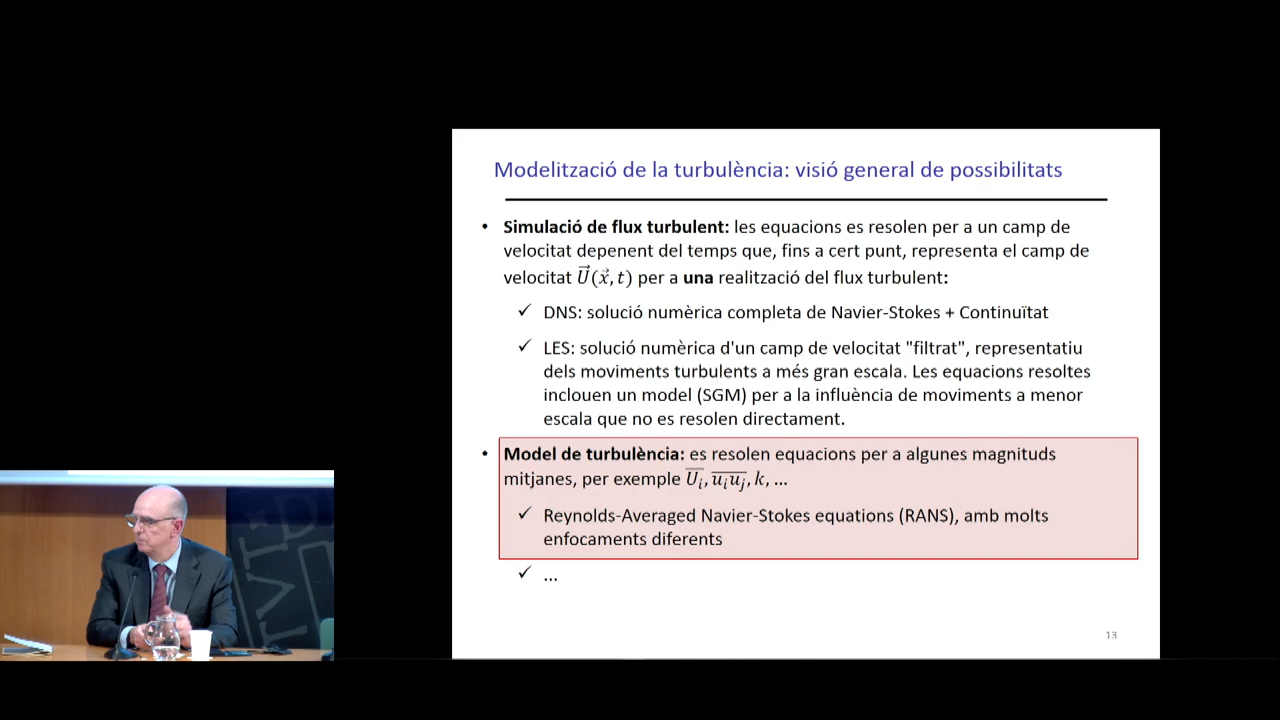 Modelització de la turbulència: visió general de possibilitats
• Simulació de flux turbulent: les equacions es resolen per a un camp de
velocitat depenent del temps que, fins a cert punt, representa el camp de
velocitat U⃗(x⃗, t) per a una realització del flux turbulent:
✓ DNS: solució numèrica completa de Navier-Stokes + Continuïtat
✓ LES: solució numèrica d'un camp de velocitat "filtrat", representatiu
dels moviments turbulents a més gran escala. Les equacions resoltes
inclouen un model (SGM) per a la influència de moviments a menor
escala que no es resolen directament.
• Model de turbulència: es resolen equacions per a algunes magnituds
mitjanes, per exemple U̅ᵢ, u̅ᵢu̅ⱼ, k, ...
✓ Reynolds-Averaged Navier-Stokes equations (RANS), amb molts
enfocaments diferents
✓ ...
13